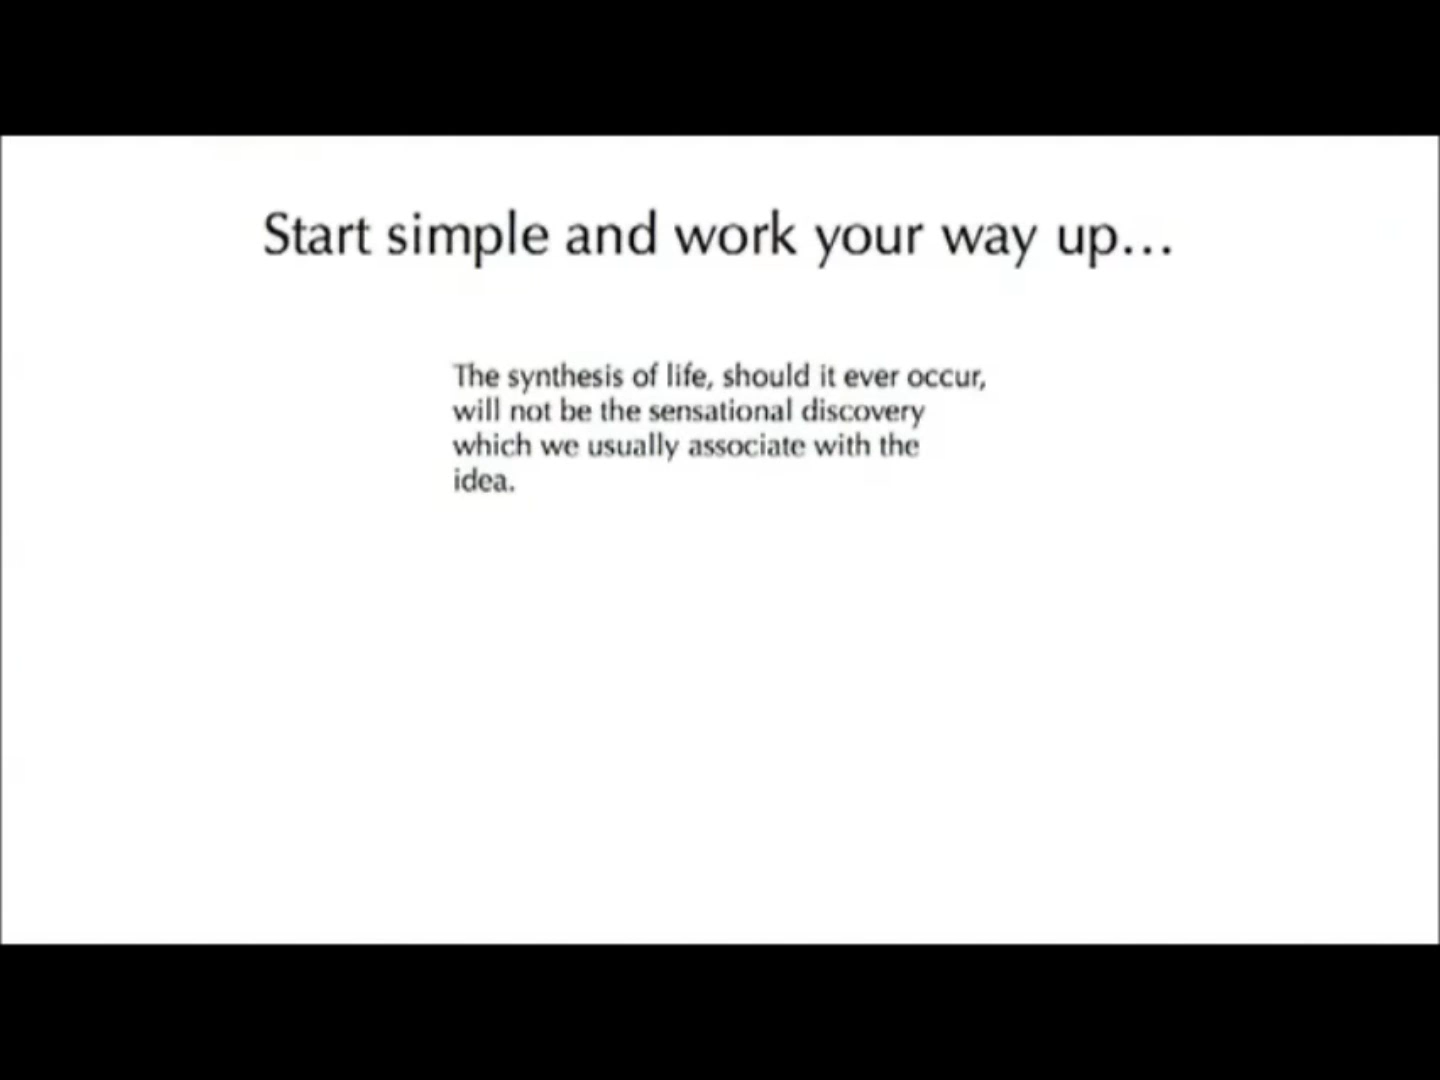 Start simple and work your way up...
The synthesis of life, should it ever occur,
will not be the sensational discovery
which we usually associate with the
idea.